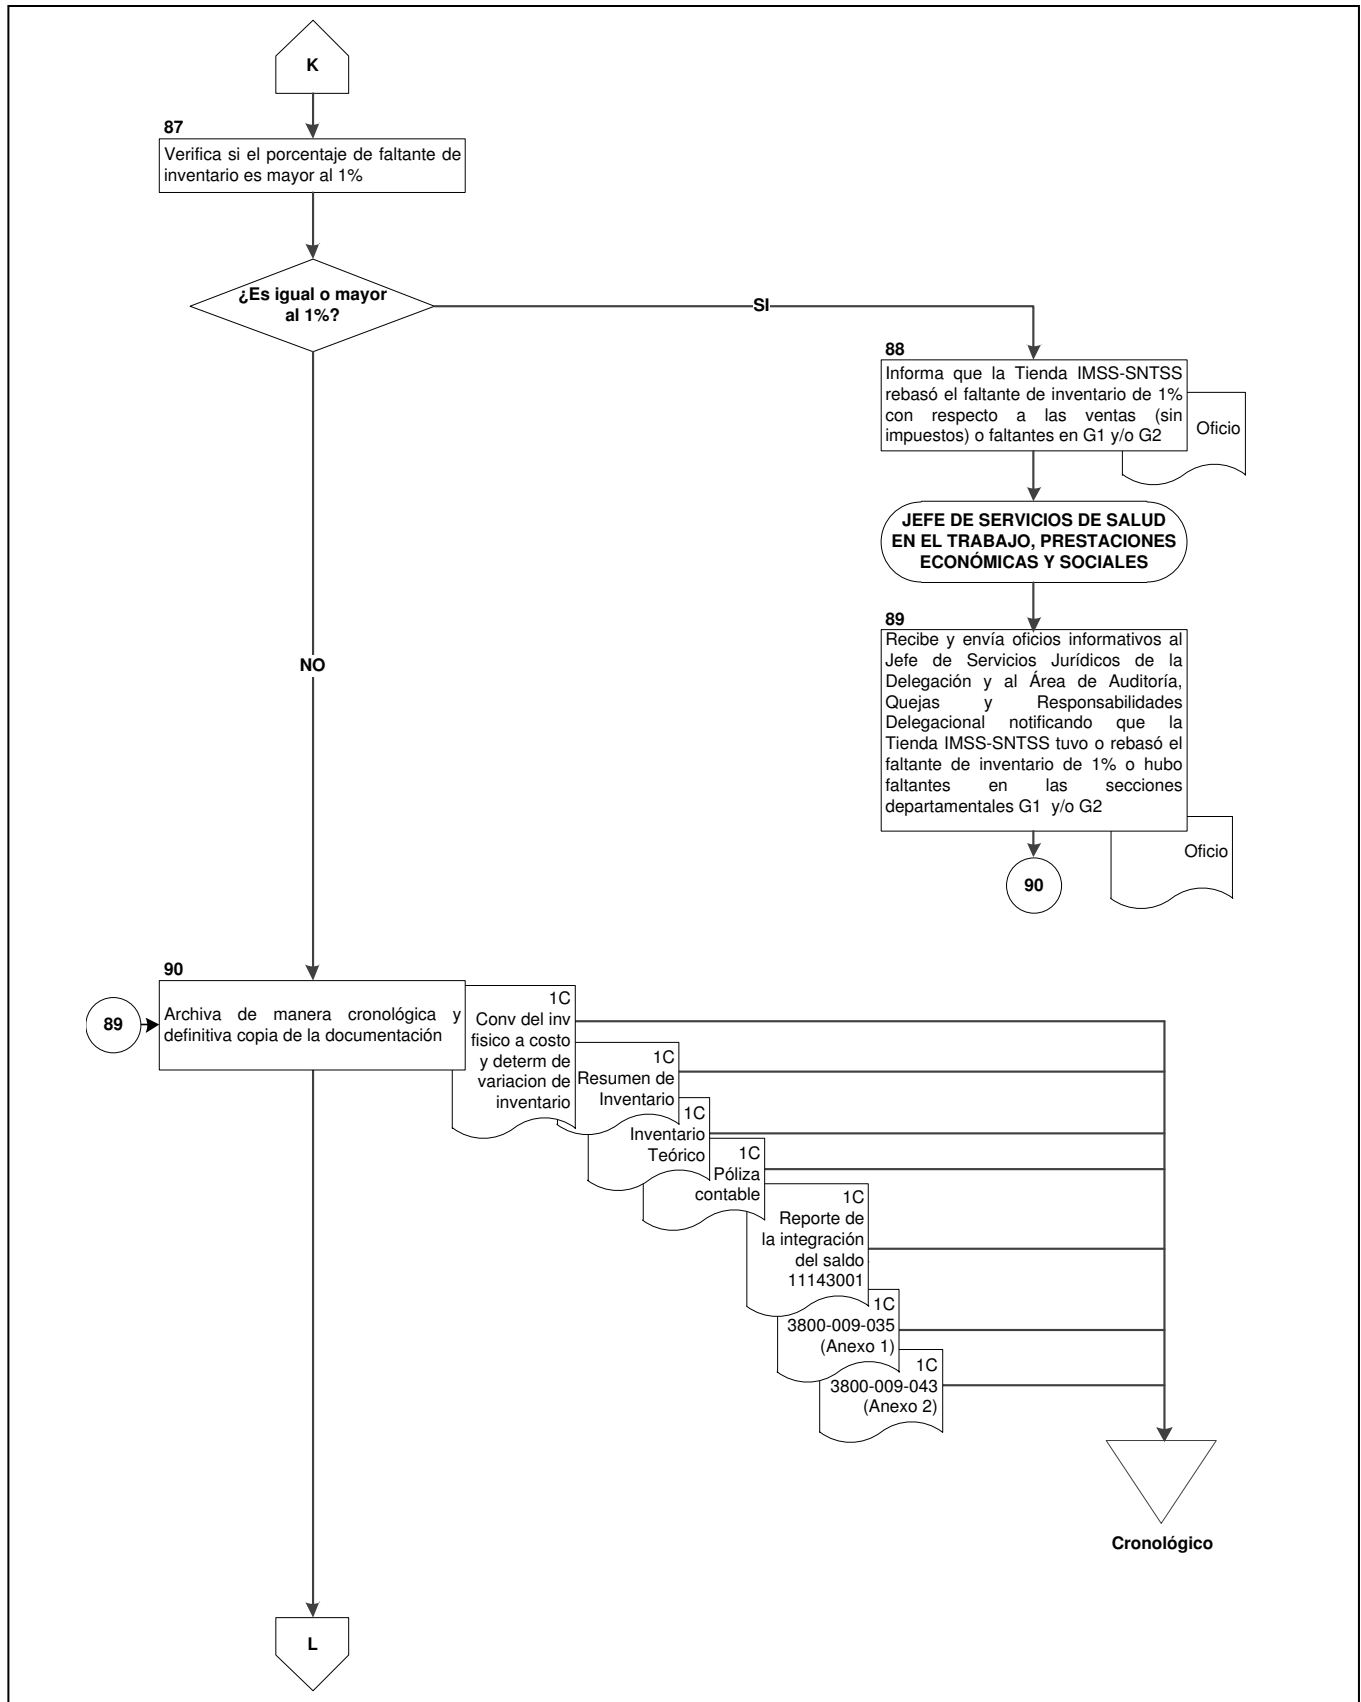 K
87
Verifica si el porcentaje de faltante de
inventario es mayor al 1%
¿Es igual o mayor
al 1%?
SI
88
Informa que la Tienda IMSS-SNTSS
rebasó el faltante de inventario de 1%
con respecto a las ventas (sin
impuestos) o faltantes en G1 y/o G2
Oficio
JEFE DE SERVICIOS DE SALUD
EN EL TRABAJO, PRESTACIONES
ECONÓMICAS Y SOCIALES
89
Recibe y envía oficios informativos al
Jefe de Servicios Jurídicos de la
Delegación y al Área de Auditoría,
Quejas y Responsabilidades
Delegacional notificando que la
Tienda IMSS-SNTSS tuvo o rebasó el
faltante de inventario de 1% o hubo
faltantes en las secciones
departamentales G1 y/o G2
Oficio
90
NO
90
89
Archiva de manera cronológica y
definitiva copia de la documentación
1C
Conv del inv
fisico a costo
y determ de
variacion de
inventario
1C
Resumen de
Inventario
1C
Inventario
Teórico
1C
Póliza
contable
1C
Reporte de
la integración
del saldo
11143001
1C
3800-009-035
(Anexo 1)
1C
3800-009-043
(Anexo 2)
Cronológico
L